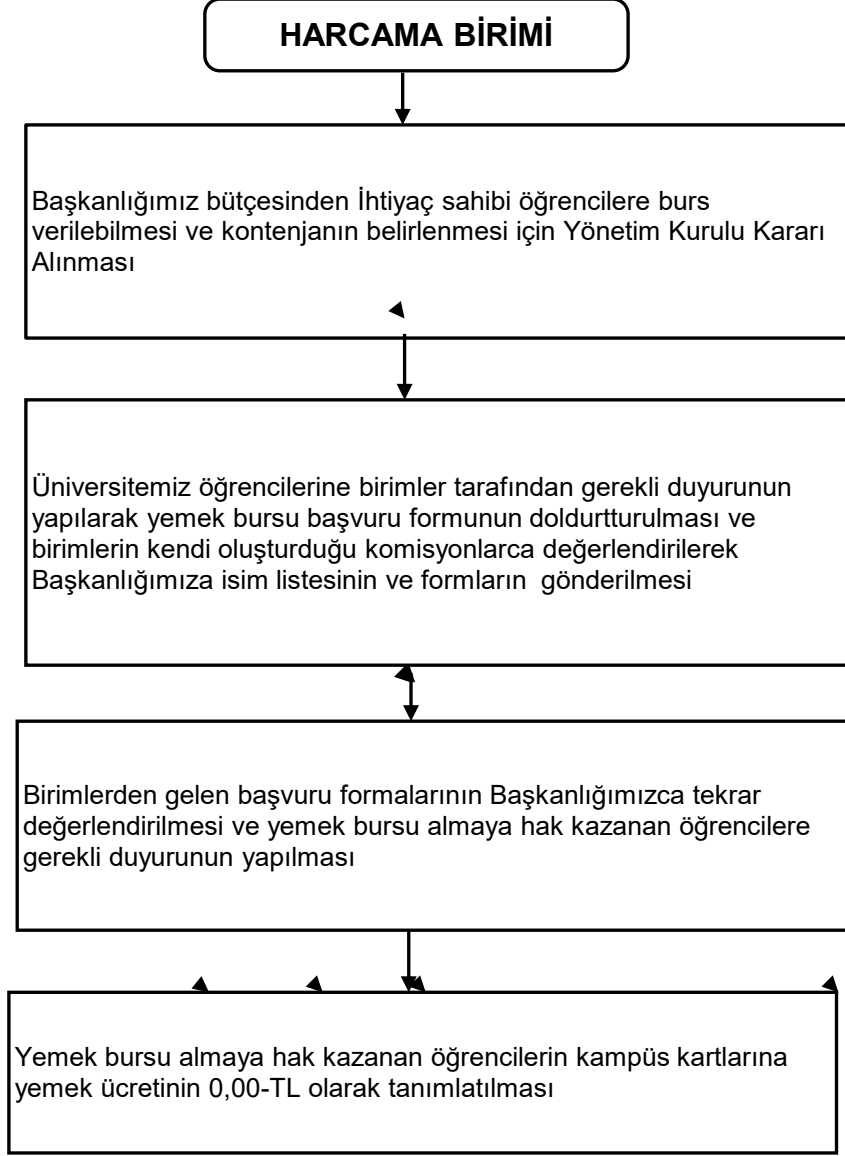 HARCAMA BİRİMİ
Başkanlığımız bütçesinden İhtiyaç sahibi öğrencilere burs
verilebilmesi ve kontenjanın belirlenmesi için Yönetim Kurulu Kararı
Alınması
Üniversitemiz öğrencilerine birimler tarafından gerekli duyurunun
yapılarak yemek bursu başvuru formunun doldurtturulması ve
birimlerin kendi oluşturduğu komisyonlarca değerlendirilerek
Başkanlığımıza isim listesinin ve formların  gönderilmesi
Birimlerden gelen başvuru formalarının Başkanlığımızca tekrar
değerlendirilmesi ve yemek bursu almaya hak kazanan öğrencilere
gerekli duyurunun yapılması
Yemek bursu almaya hak kazanan öğrencilerin kampüs kartlarına
yemek ücretinin 0,00-TL olarak tanımlatılması